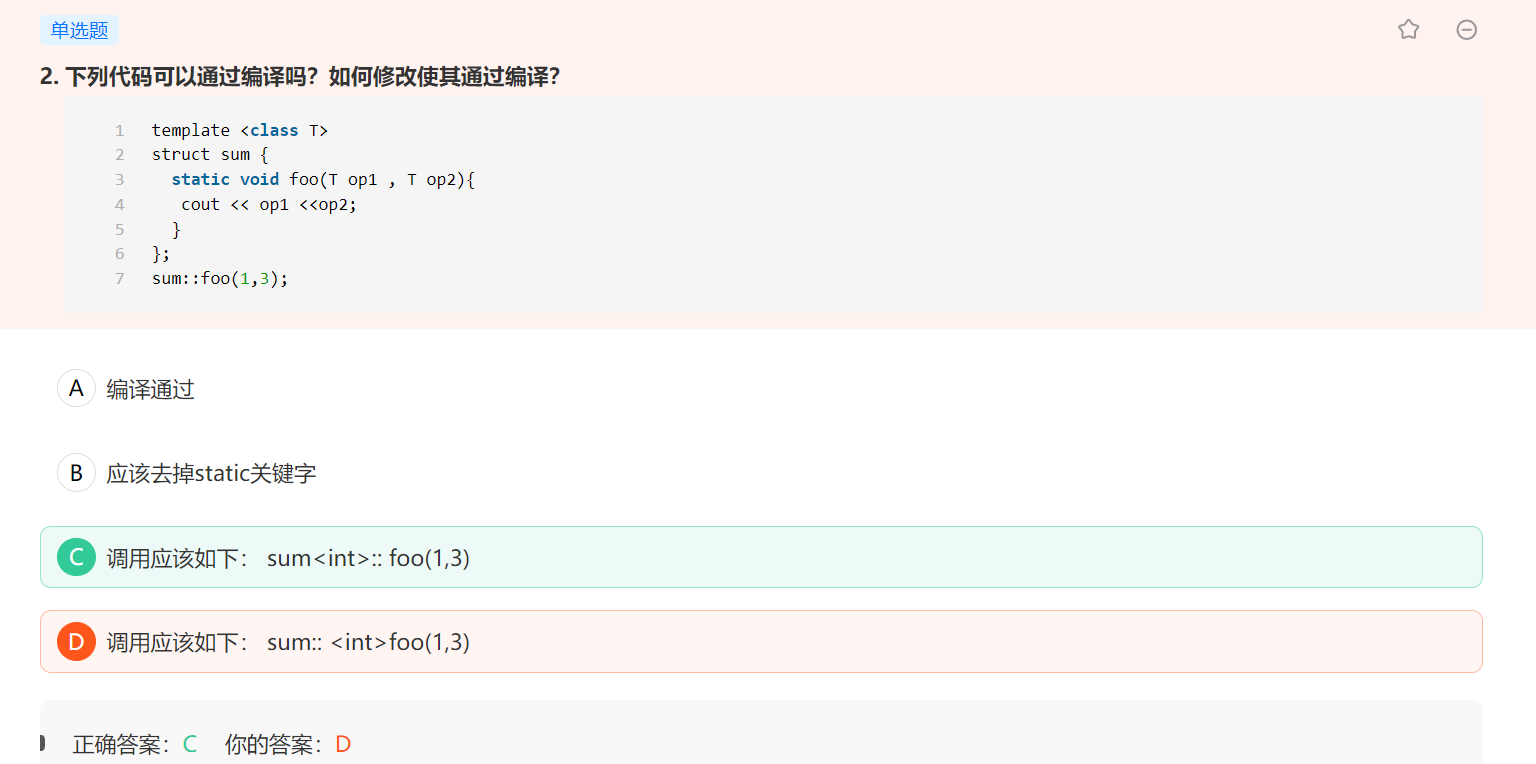 单选题
2. 下列代码可以通过编译吗？如何修改使其通过编译？
1 template <class T>
2 struct sum {
3 static void foo(T op1 , T op2){
4 cout << op1 <<op2;
5 }
6 };
7 sum::foo(1,3);
A 编译通过
B 应该去掉static关键字
C 调用应该如下： sum<int>:: foo(1,3)
D 调用应该如下： sum:: <int>foo(1,3)
正确答案：C 你的答案：D